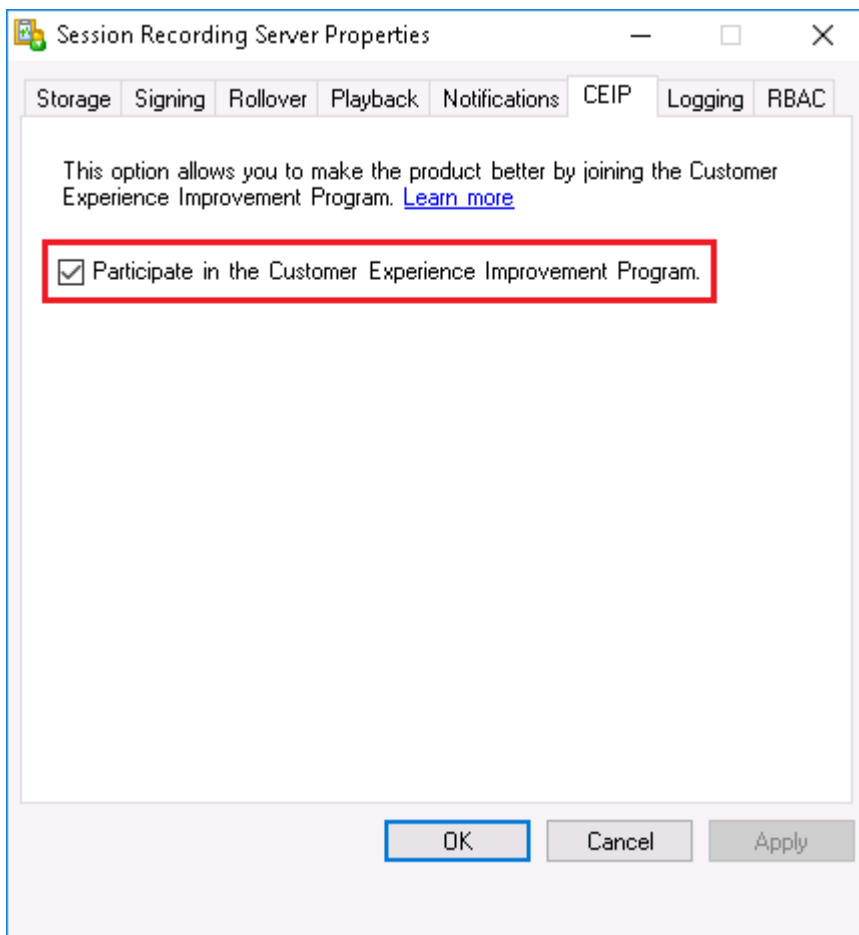 Session Recording Server Properties
Storage Signing Rollover Playback Notifications CEIP Logging RBAC
This option allows you to make the product better by joining the Customer
Experience Improvement Program. Learn more
Participate in the Customer Experience Improvement Program.
OK Cancel Apply